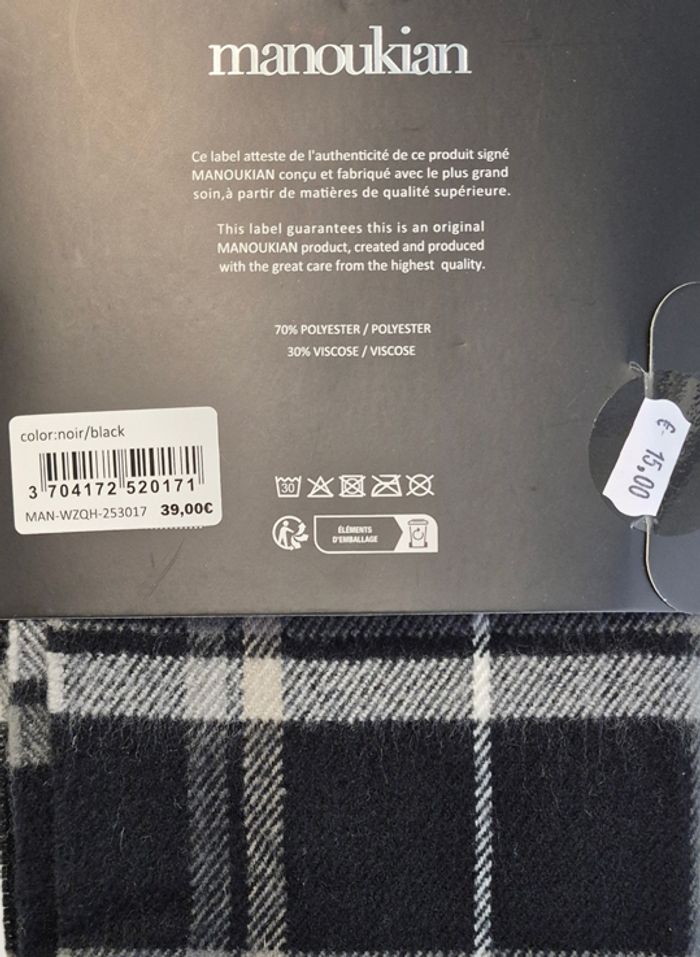 manoukian
Ce label atteste de l'authenticité de ce produit signé
MANOUKIAN conçu et fabriqué avec le plus grand
soin,à partir de matières de qualité supérieure.
This label guarantees this is an original
MANOUKIAN product, created and produced
with the great care from the highest quality.
70% POLYESTER / POLYESTER
30% VISCOSE / VISCOSE
color:noir/black
3 704172 520171
MAN-WZQH-253017 39,00€
30
ÉLÉMENTS
D'EMBALLAGE
€ 15,00